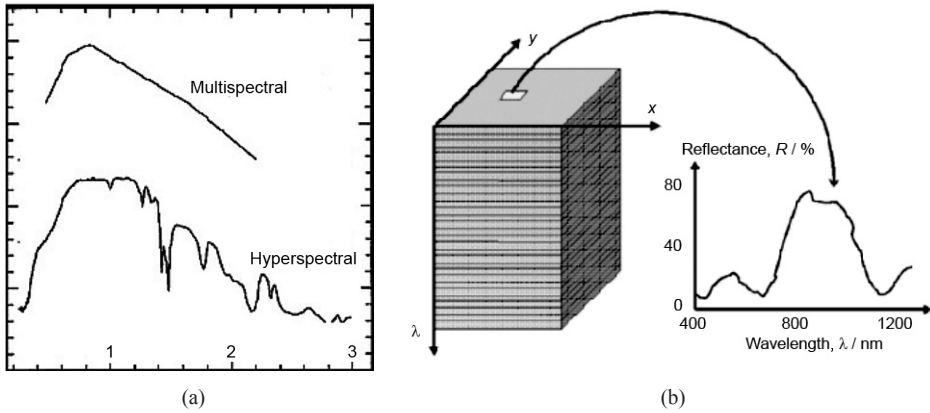 Multispectral
Hyperspectral
1
2
3
(a)
y
x
λ
Reflectance, R / %
80
40
0
400
800
1200
Wavelength, λ / nm
(b)